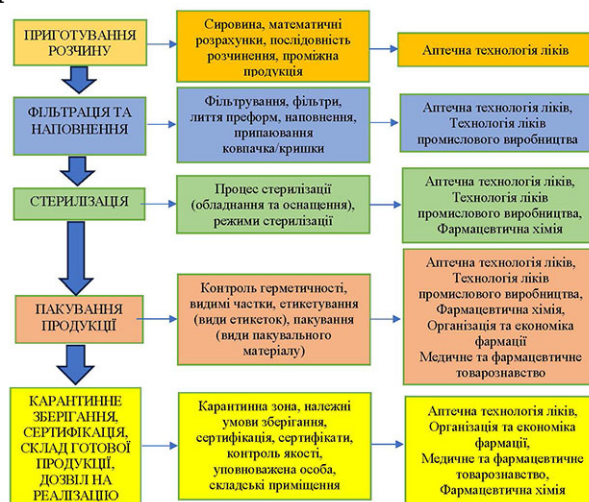 ПРИГОТУВАННЯ
РОЗЧИНУ
Сировина, математичні
розрахунки, послідовність
розчинення, проміжна
продукція
Аптечна технологія ліків
ФІЛЬТРАЦІЯ ТА
НАПОВНЕННЯ
Фільтрування, фільтри,
лиття преформ, наповнення,
припаювання
ковпачка/кришки
Аптечна технологія ліків,
Технологія ліків
промислового виробництва
СТЕРИЛІЗАЦІЯ
Процес стерилізації
(обладнання та оснащення),
режими стерилізації
Аптечна технологія ліків,
Технологія ліків
промислового виробництва,
Фармацевтична хімія
ПАКУВАННЯ
ПРОДУКЦІЇ
Контроль герметичності,
видимі частки, етикетування
(види етикеток), пакування
(види пакувального
матеріалу)
Аптечна технологія ліків,
Технологія ліків
промислового виробництва,
Фармацевтична хімія,
Організація та економіка
фармації
Медичне та фармацевтичне
товарознавство
КАРАНТИННЕ
ЗБЕРІГАННЯ,
СЕРТИФІКАЦІЯ,
СКЛАД ГОТОВОЇ
ПРОДУКЦІЇ,
ДОЗВІЛ НА
РЕАЛІЗАЦІЮ
Карантинна зона, належні
умови зберігання,
сертифікація, сертифікати,
контроль якості,
уповноважена особа,
складські приміщення
Аптечна технологія ліків,
Організація та економіка
фармації,
Медичне та фармацевтичне
товарознавство,
Фармацевтична хімія